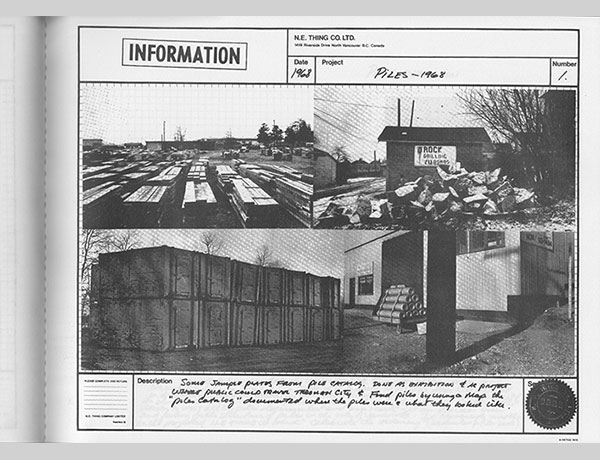 INFORMATION
N.E. THING CO. LTD.
1419 Riverside Drive North Vancouver B.C. Canada
Date
1968
Project
PILES-1968
Number
1.
ROCK
DRILLING
PLEASE COMPLETE AND RETURN
N.E. THING COMPANY LIMITED
Description
SOME SAMPLE PLATES FROM PILE CATALOG. DONE AS EXHIBITION & A PROJECT
WHERE PUBLIC COULD TRAVEL THROUGH CITY & FIND PILES by using a map the
"piles catalog" documented where the piles were & what they looked like.